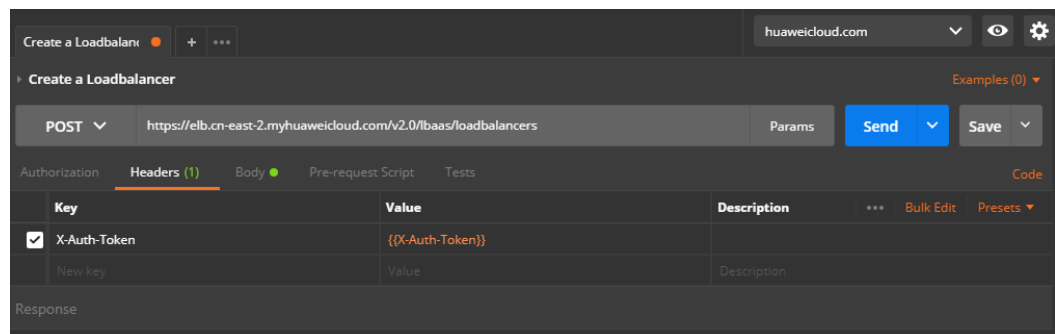 Create a Loadbalanc + ••• huaweicloud.com
Create a Loadbalancer Examples (0)
POST https://elb.cn-east-2.myhuaweicloud.com/v2.0/lbaas/loadbalancers Params Send Save
Authorization Headers (1) Body Pre-request Script Tests Code
Key Value Description ••• Bulk Edit Presets
X-Auth-Token {{X-Auth-Token}}
New key Value Description
Response